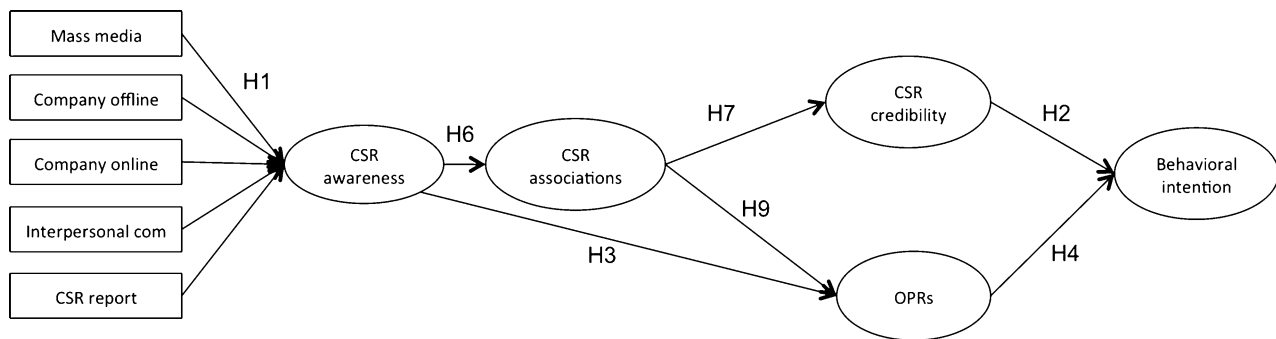 Mass media
H1
Company offline
Company online
Interpersonal com
CSR report
CSR
awareness
H6
CSR
associations
H3
H7
H9
CSR
credibility
OPRs
H2
H4
Behavioral
intention